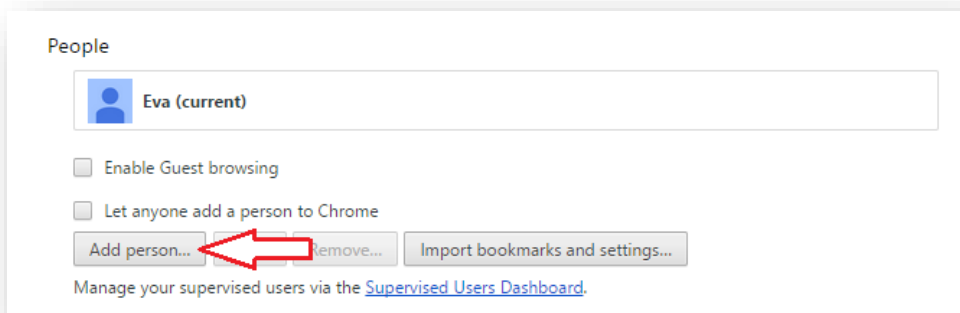 People
Eva (current)
Enable Guest browsing
Let anyone add a person to Chrome
Add person... Remove... Import bookmarks and settings...
Manage your supervised users via the Supervised Users Dashboard.